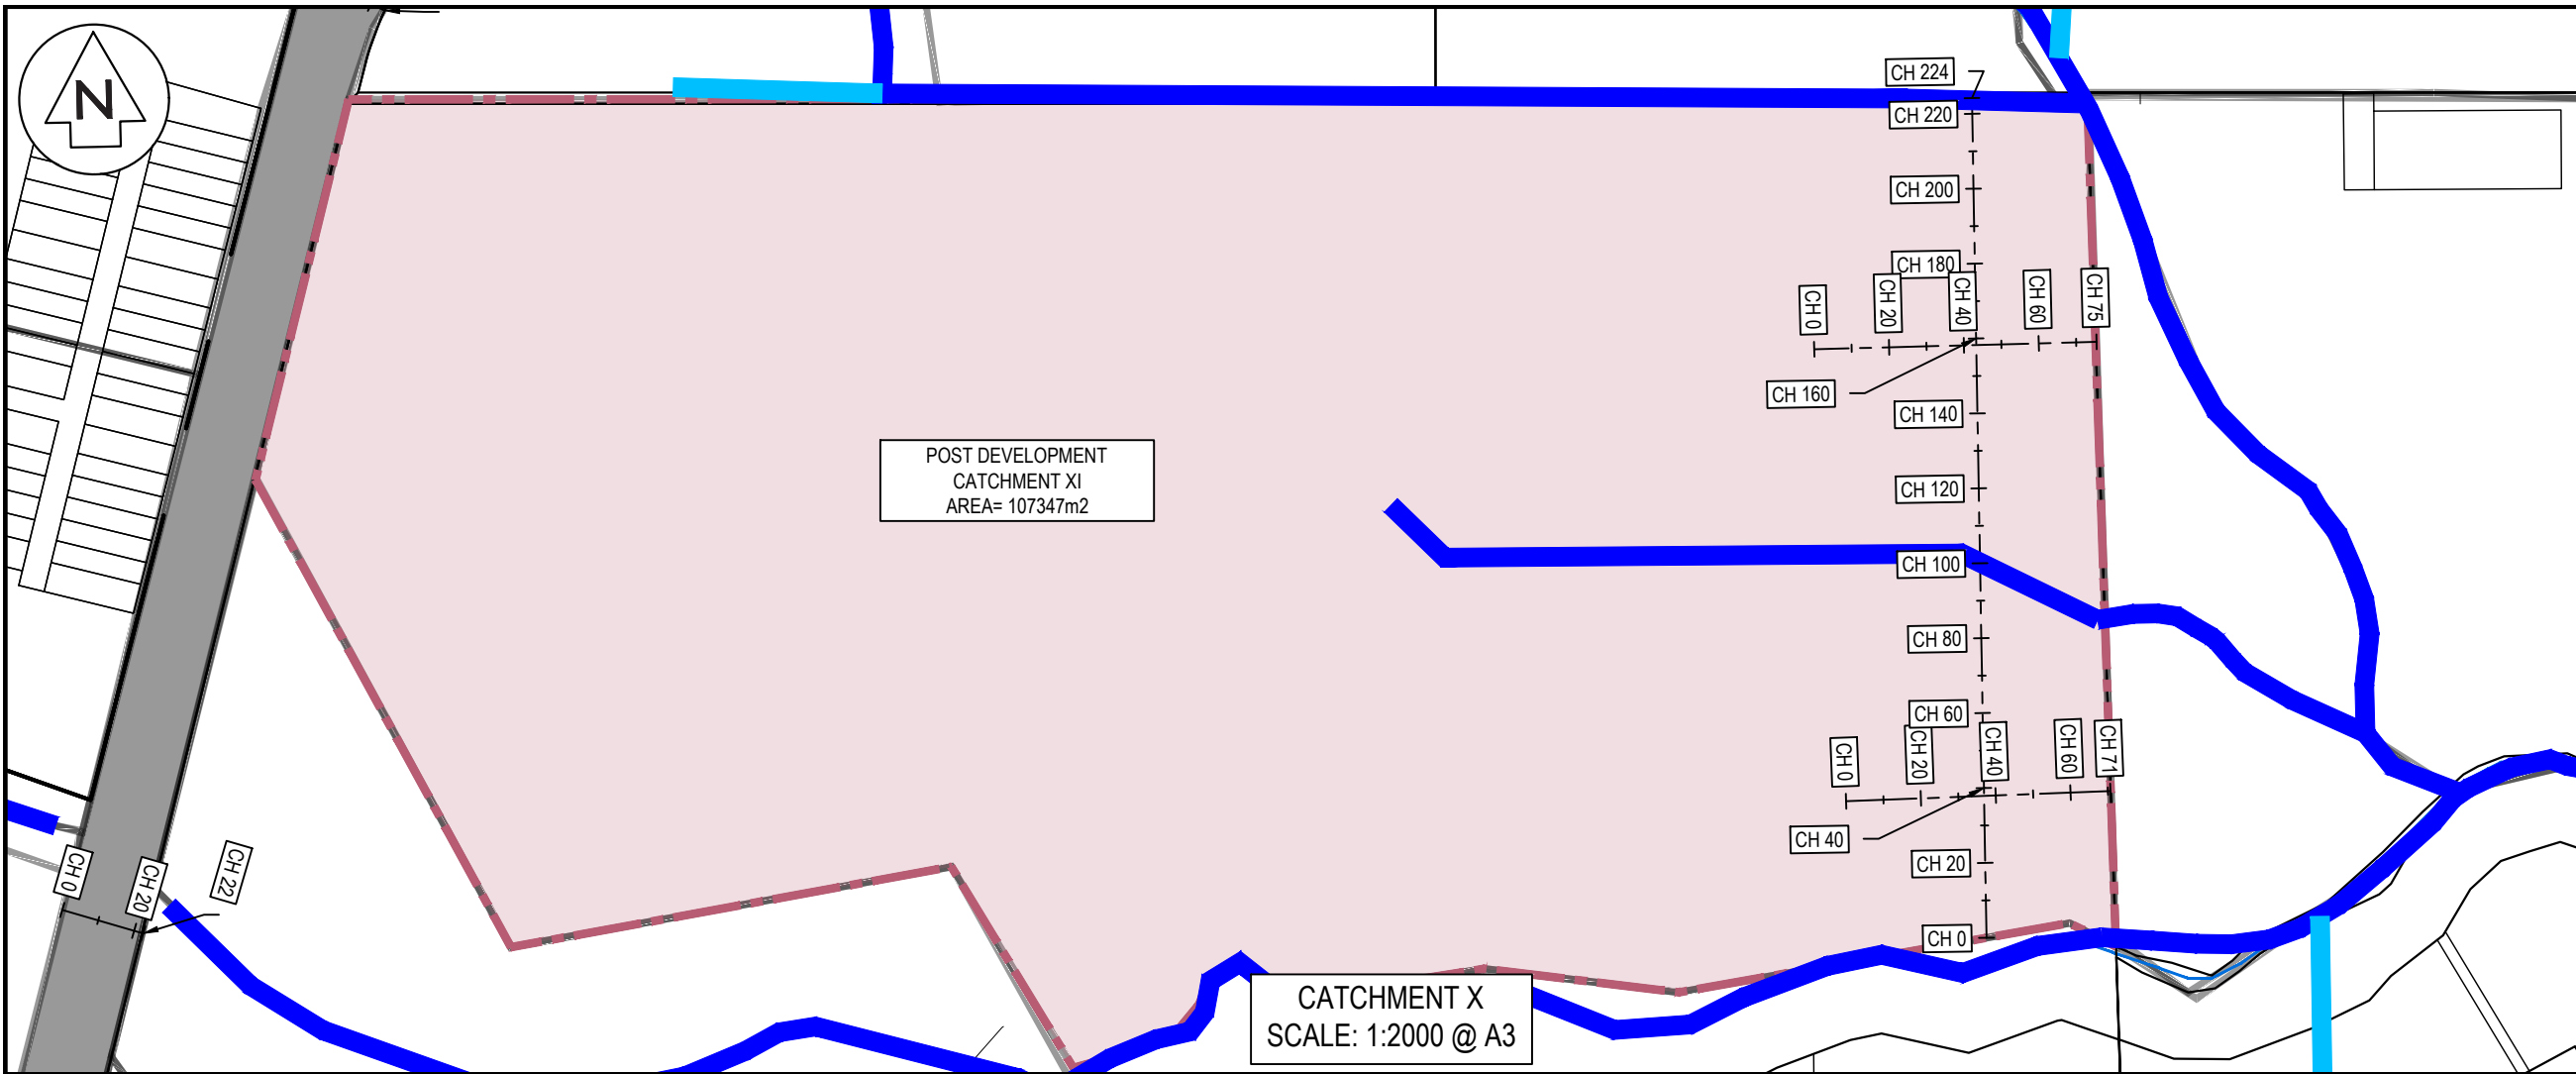 N
CH 224
CH 220
CH 200
CH 180
CH 0
CH 20
CH 40
CH 60
CH 75
CH 160
CH 140
POST DEVELOPMENT
CATCHMENT XI
AREA= 107347m2
CH 120
CH 100
CH 80
CH 60
CH 0
CH 20
CH 40
CH 60
CH 71
CH 40
CH 20
CH 0
CH 0
CH 20
CH 22
CATCHMENT X
SCALE: 1:2000 @ A3